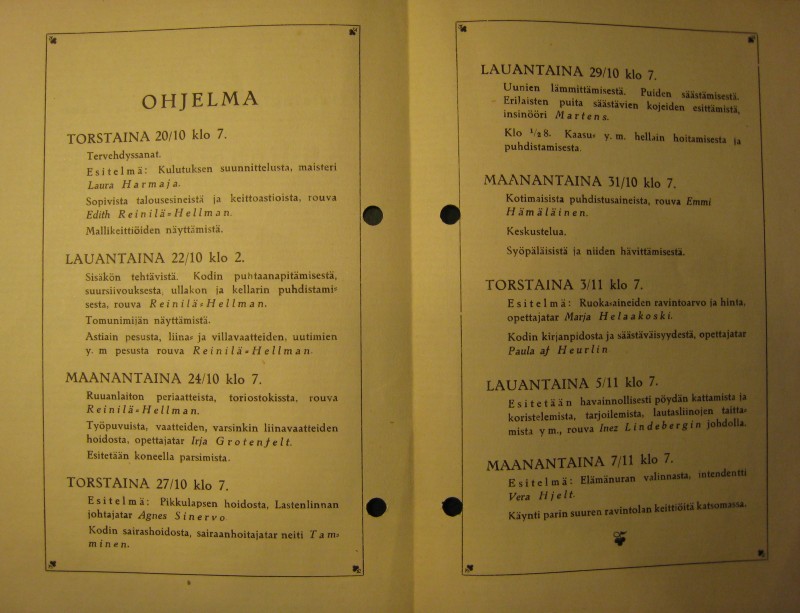 OHJELMA
TORSTAINA 20/10 klo 7.
Tervehdyssanat.
Esitelmä: Kulutuksen suunnittelusta, maisteri
Laura Harmaja.
Sopivista talousesineistä ja keittoastioista, rouva
Edith Reinilä-Hellman.
Mallikeittiöiden näyttämistä.
LAUANTAINA 22/10 klo 2.
Sisäkön tehtävistä. Kodin puhtaanapitämisestä,
suursiivouksesta, ullakon ja kellarin puhdistami-
sesta, rouva Reinilä-Hellman.
Tomunimijän näyttämistä.
Astiain pesusta, liina- ja villavaatteiden, uutimien
y. m pesusta rouva Reinilä-Hellman.
MAANANTAINA 24/10 klo 7.
Ruuanlaiton periaatteista, toriostokissta, rouva
Reinilä-Hellman.
Työpuvuista, vaatteiden, varsinkin liinavaatteiden
hoidosta, opettajatar Irja Grotenfelt.
Esitetään koneella parsimista.
TORSTAINA 27/10 klo 7.
Esitelmä: Pikkulapsen hoidosta, Lastenlinnan
johtajatar Agnes Sinervo
Kodin sairashoidosta, sairaanhoitajatar neiti Tam-
minen.
LAUANTAINA 29/10 klo 7.
Uunien lämmittämisestä. Puiden säästämisestä.
Erilaisten puita säästävien kojeiden esittämistä,
insinööri Martens.
Klo 1/2 8. Kaasu- y. m. hellain hoitamisesta ja
puhdistamisesta.
MAANANTAINA 31/10 klo 7.
Kotimaisista puhdistusaineista, rouva Emmi
Hämäläinen.
Keskustelua.
Syöpäläisistä ja niiden hävittämisestä.
TORSTAINA 3/11 klo 7.
Esitelmä: Ruoka-aineiden ravintoarvo ja hinta,
opettajatar Marja Helaakoski.
Kodin kirjanpidosta ja säästäväisyydestä, opettajatar
Paula af Heurlin
LAUANTAINA 5/11 klo 7.
Esitetään havainnollisesti pöydän kattamista ja
koristelemista, tarjoilemista, lautasliinojen taitta-
mista y m., rouva Inez Lindebergin johdolla.
MAANANTAINA 7/11 klo 7.
Esitelmä: Elämänuran valinnasta, intendentti
Vera Hjelt.
Käynti parin suuren ravintolan keittiöitä katsomassa.